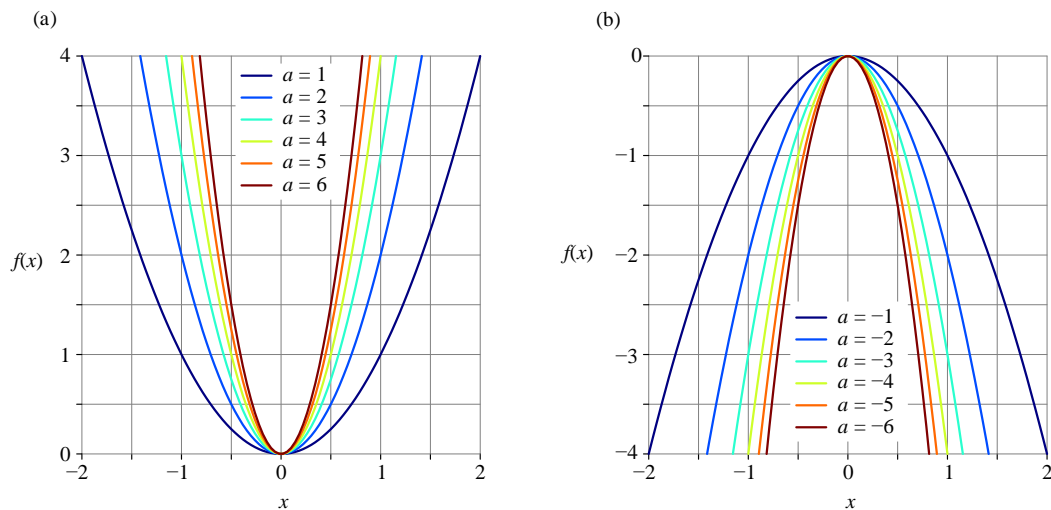 (a)
4
3
2
1
0
f(x)
−2
−1
0
1
2
x
a = 1
a = 2
a = 3
a = 4
a = 5
a = 6
(b)
0
−1
−2
−3
−4
f(x)
−2
−1
0
1
2
x
a = −1
a = −2
a = −3
a = −4
a = −5
a = −6